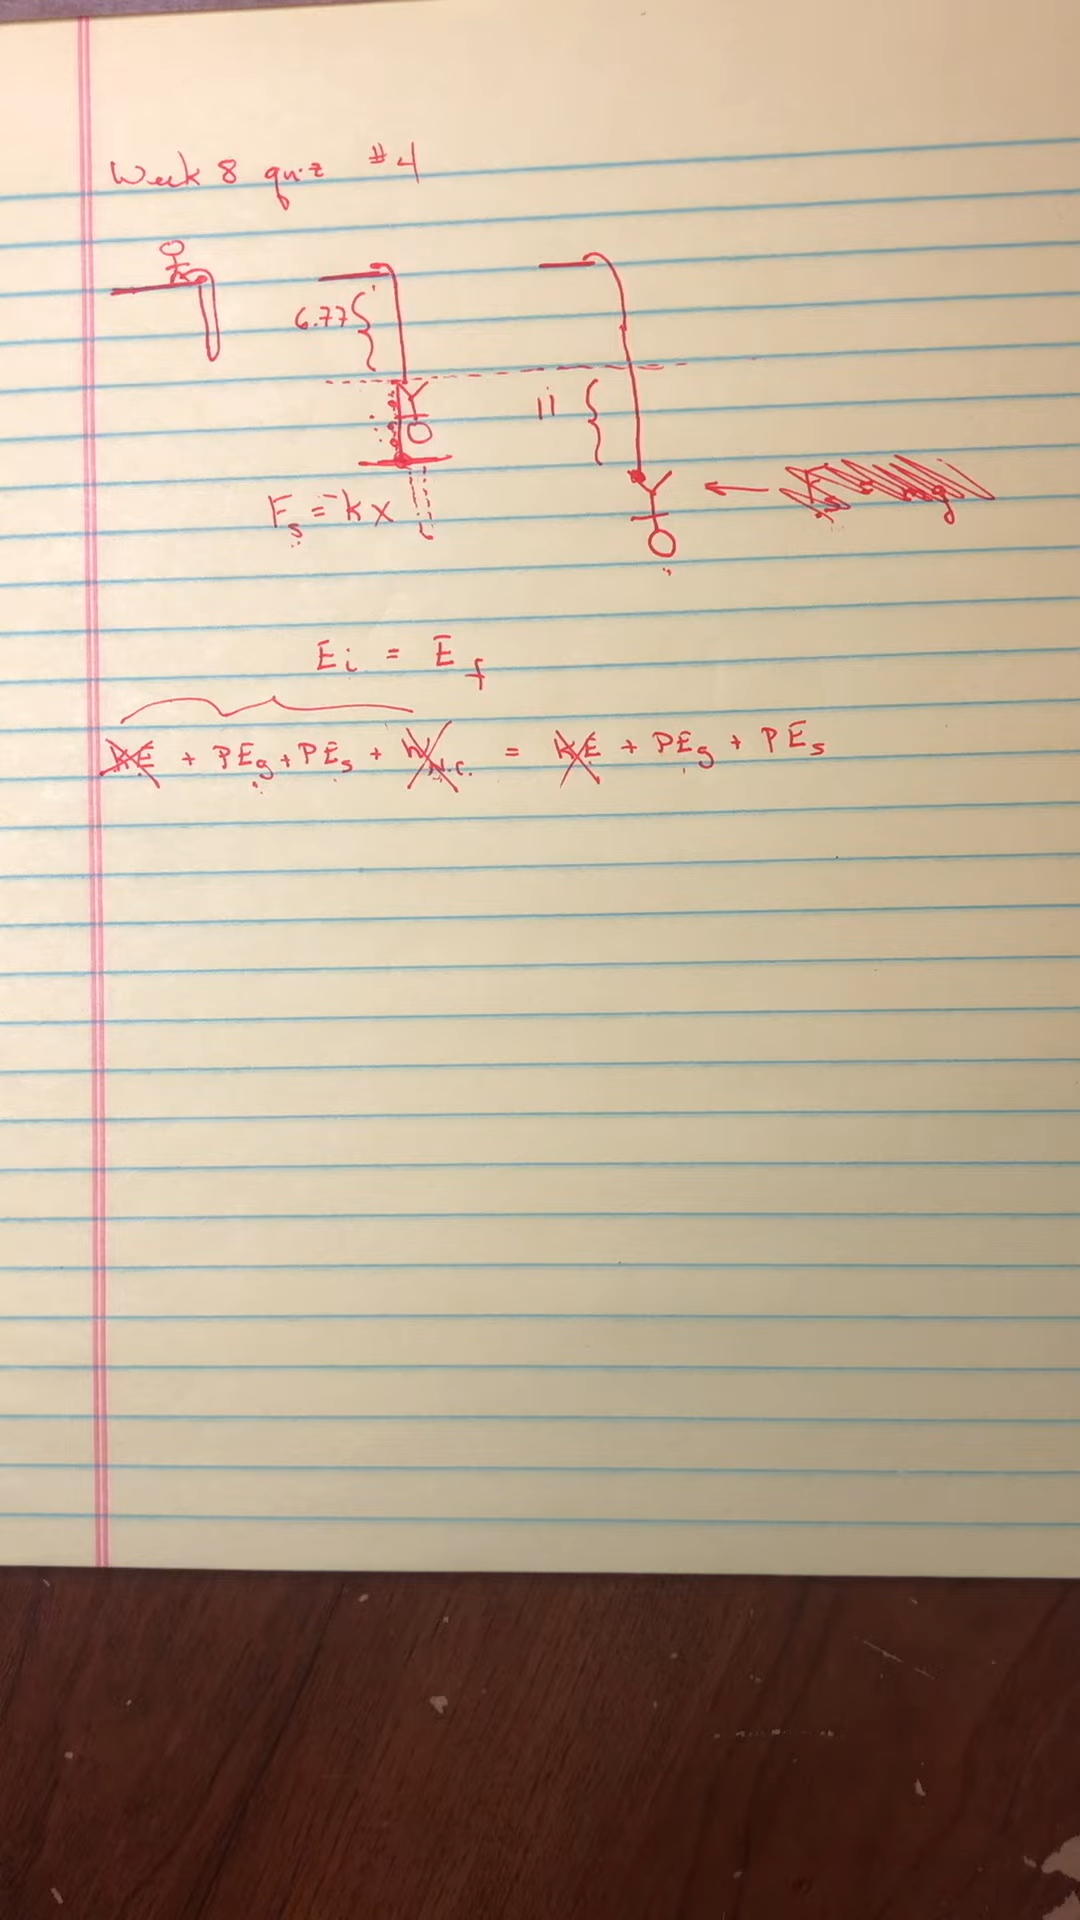 Week 8 quiz #4
6.77
11
Fs = -kx
Ei = Ef
KE + PEg + PEs + WN.C. = KE + PEg + PEs